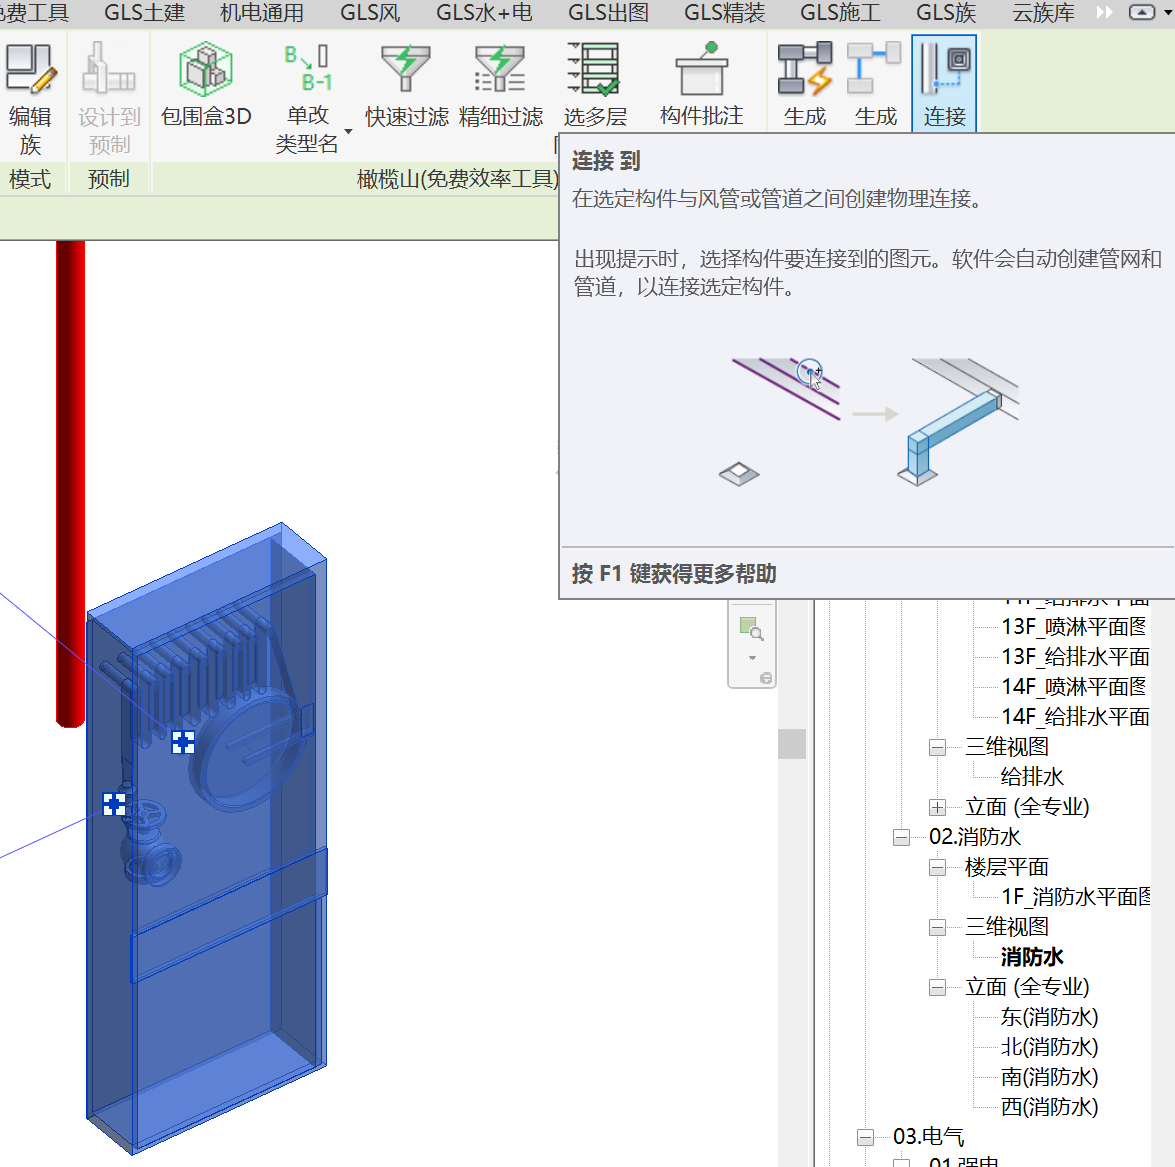 免费工具 GLS土建 机电通用 GLS风 GLS水+电 GLS出图 GLS精装 GLS施工 GLS族 云族库
编辑
族
设计到
预制
包围盒3D
单改
类型名
快速过滤
精细过滤
选多层
构件批注
生成
生成
连接
模式
预制
橄榄山(免费效率工具)
B
B-1
连接 到
在选定构件与风管或管道之间创建物理连接。
出现提示时，选择构件要连接到的图元。软件会自动创建管网和
管道，以连接选定构件。
按 F1 键获得更多帮助
13F_喷淋平面图
13F_给排水平面
14F_喷淋平面图
14F_给排水平面
三维视图
给排水
立面 (全专业)
02.消防水
楼层平面
1F_消防水平面图
三维视图
消防水
立面 (全专业)
东(消防水)
北(消防水)
南(消防水)
西(消防水)
03.电气
01.强电